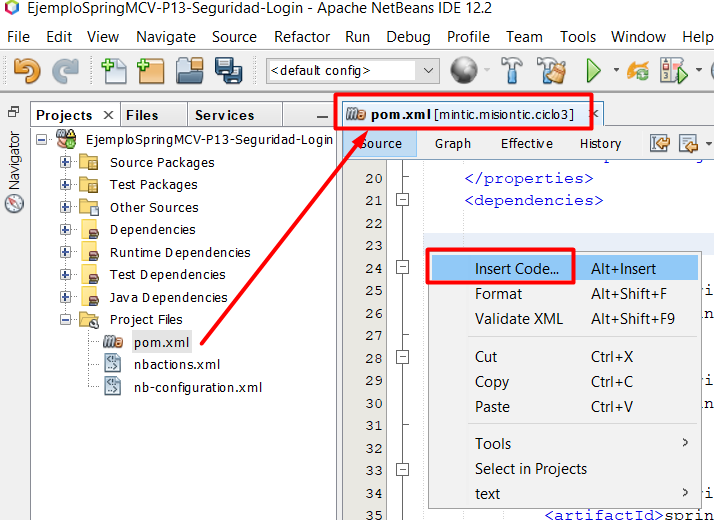 EjemploSpringMCV-P13-Seguridad-Login - Apache NetBeans IDE 12.2
File Edit View Navigate Source Refactor Run Debug Profile Team Tools Window Help
<default config>
Projects Files Services
pom.xml [mintic.misiontic.ciclo3]
Source Graph Effective History
Navigator
EjemploSpringMCV-P13-Seguridad-Login
Source Packages
Test Packages
Other Sources
Dependencies
Runtime Dependencies
Test Dependencies
Java Dependencies
Project Files
pom.xml
nbactions.xml
nb-configuration.xml
20 </properties>
21 <dependencies>
22
23
24
25
26
27
28
29
30
31
32
33
34
35 <artifactId>sprin
Insert Code... Alt+Insert
Format Alt+Shift+F
Validate XML Alt+Shift+F9
Cut Ctrl+X
Copy Ctrl+C
Paste Ctrl+V
Tools
Select in Projects
text